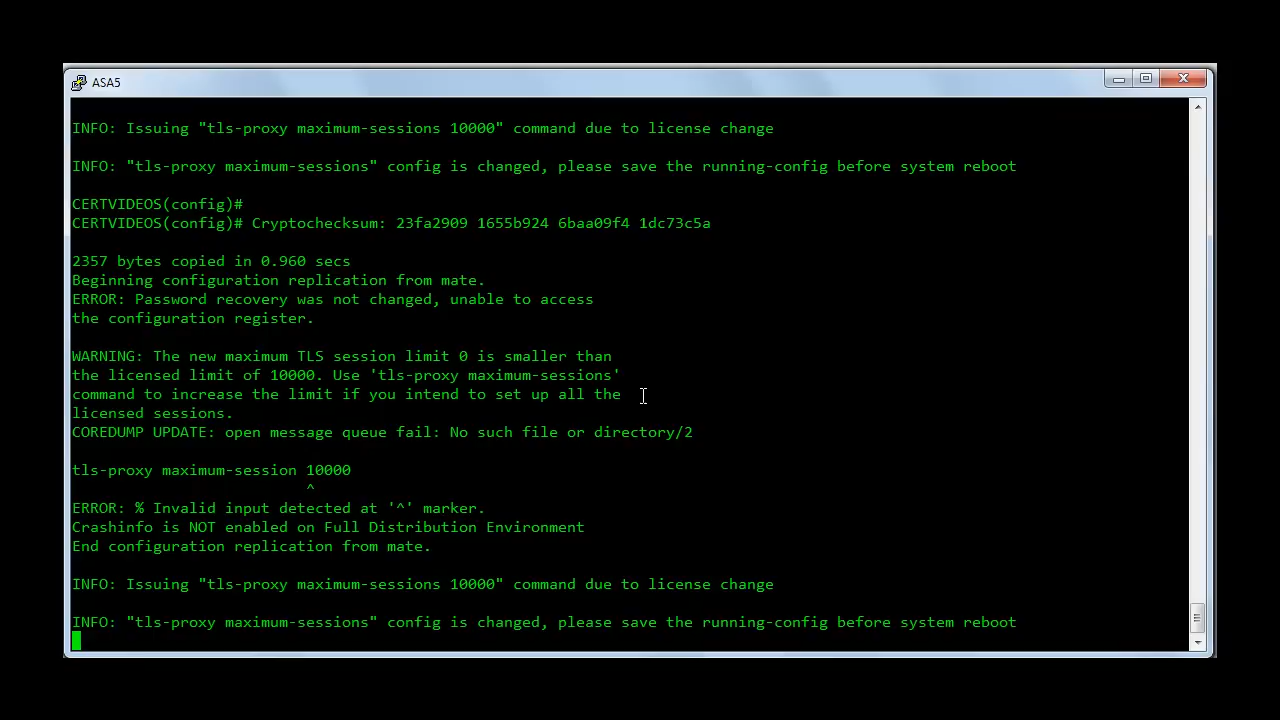 ASA5
INFO: Issuing "tls-proxy maximum-sessions 10000" command due to license change
INFO: "tls-proxy maximum-sessions" config is changed, please save the running-config before system reboot
CERTVIDEOS(config)#
CERTVIDEOS(config)# Cryptochecksum: 23fa2909 1655b924 6baa09f4 1dc73c5a
2357 bytes copied in 0.960 secs
Beginning configuration replication from mate.
ERROR: Password recovery was not changed, unable to access
the configuration register.
WARNING: The new maximum TLS session limit 0 is smaller than
the licensed limit of 10000. Use 'tls-proxy maximum-sessions'
command to increase the limit if you intend to set up all the
licensed sessions.
COREDUMP UPDATE: open message queue fail: No such file or directory/2
tls-proxy maximum-session 10000
^
ERROR: % Invalid input detected at '^' marker.
Crashinfo is NOT enabled on Full Distribution Environment
End configuration replication from mate.
INFO: Issuing "tls-proxy maximum-sessions 10000" command due to license change
INFO: "tls-proxy maximum-sessions" config is changed, please save the running-config before system reboot